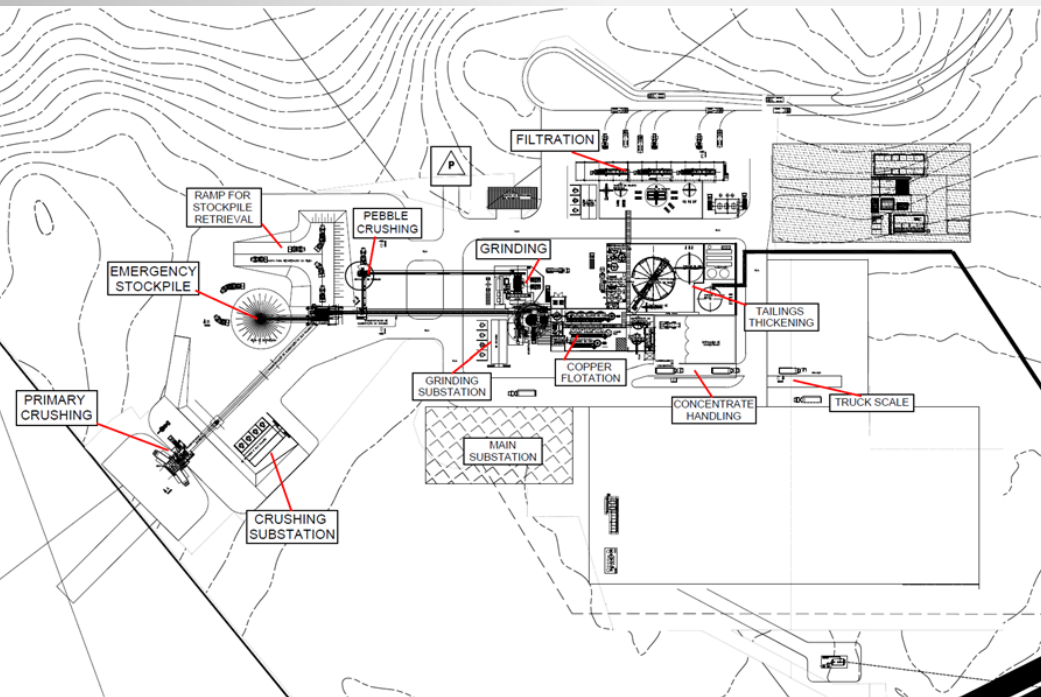 FILTRATION
P
RAMP FOR
STOCKPILE
RETRIEVAL
PEBBLE
CRUSHING
GRINDING
EMERGENCY
STOCKPILE
TAILINGS
THICKENING
COPPER
FLOTATION
GRINDING
SUBSTATION
CONCENTRATE
HANDLING
TRUCK SCALE
PRIMARY
CRUSHING
MAIN
SUBSTATION
CRUSHING
SUBSTATION